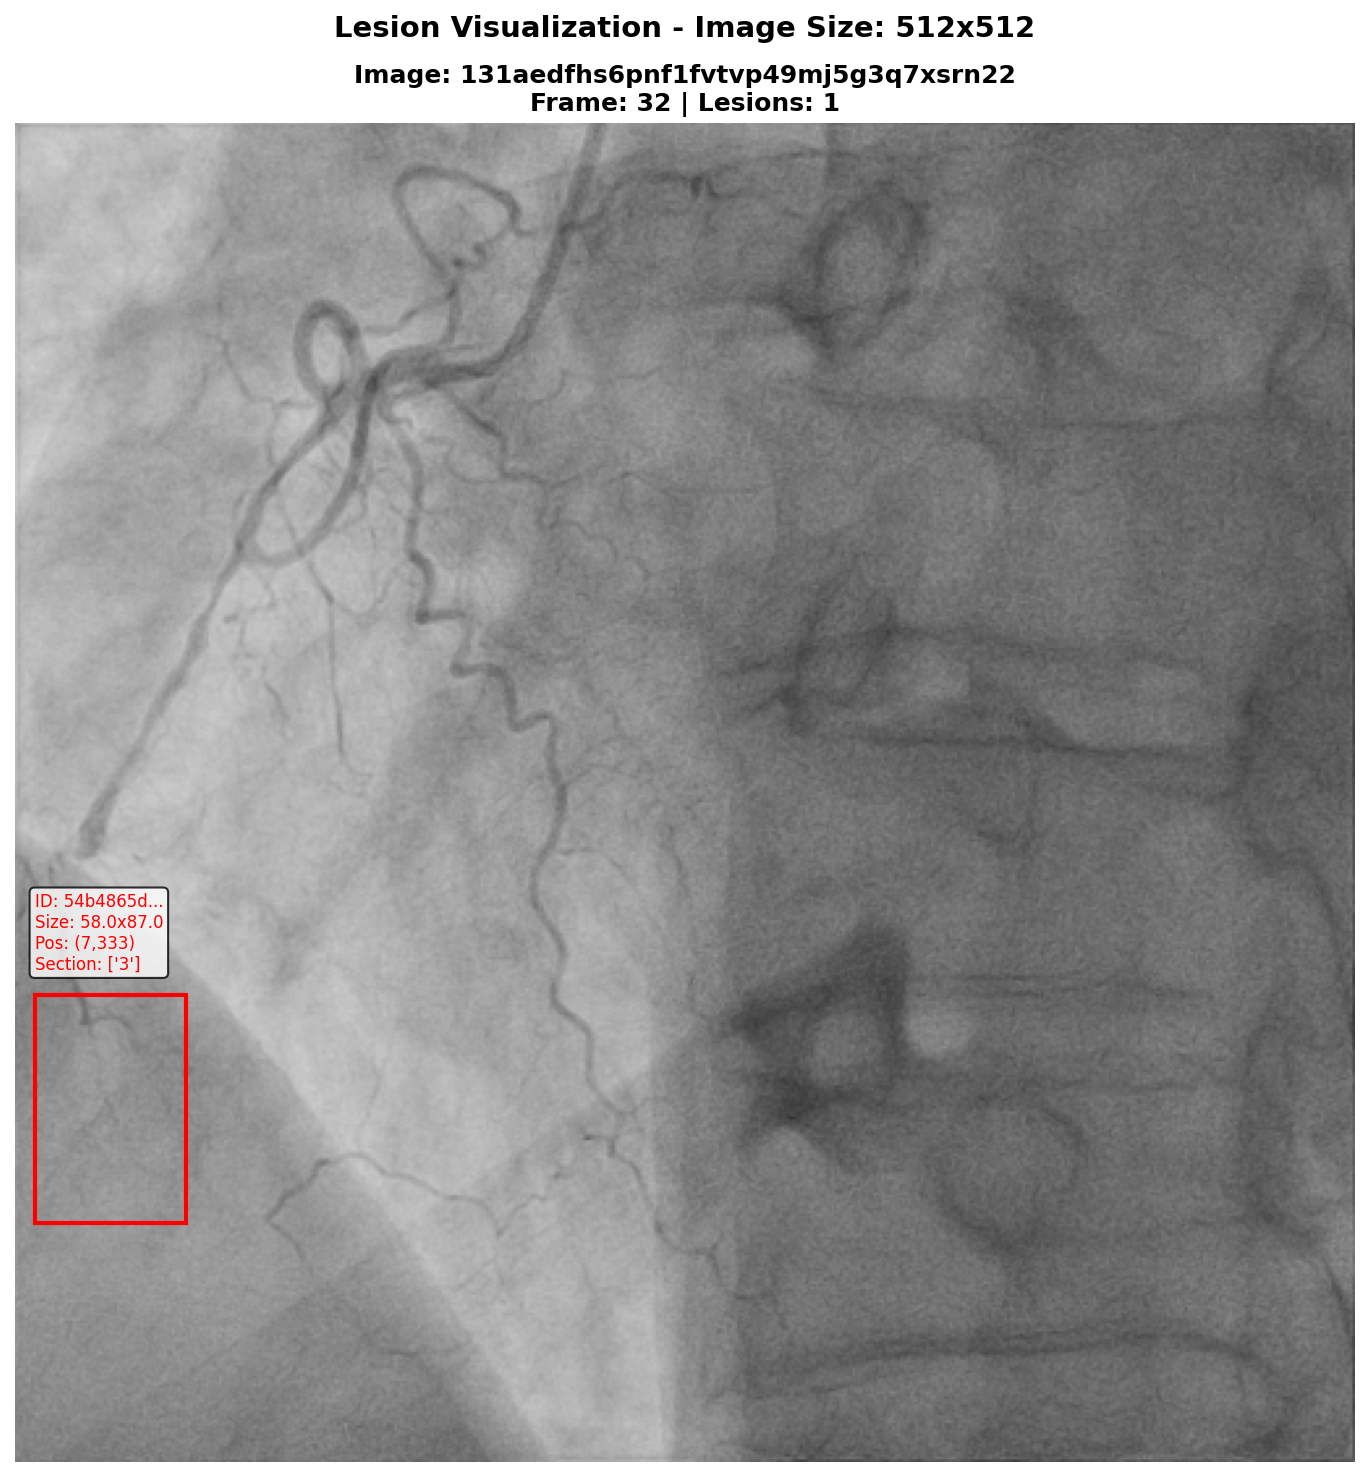 Lesion Visualization - Image Size: 512x512
Image: 131aedfhs6pnf1fvtvp49mj5g3q7xsrn22
Frame: 32 | Lesions: 1
ID: 54b4865d...
Size: 58.0x87.0
Pos: (7,333)
Section: ['3']